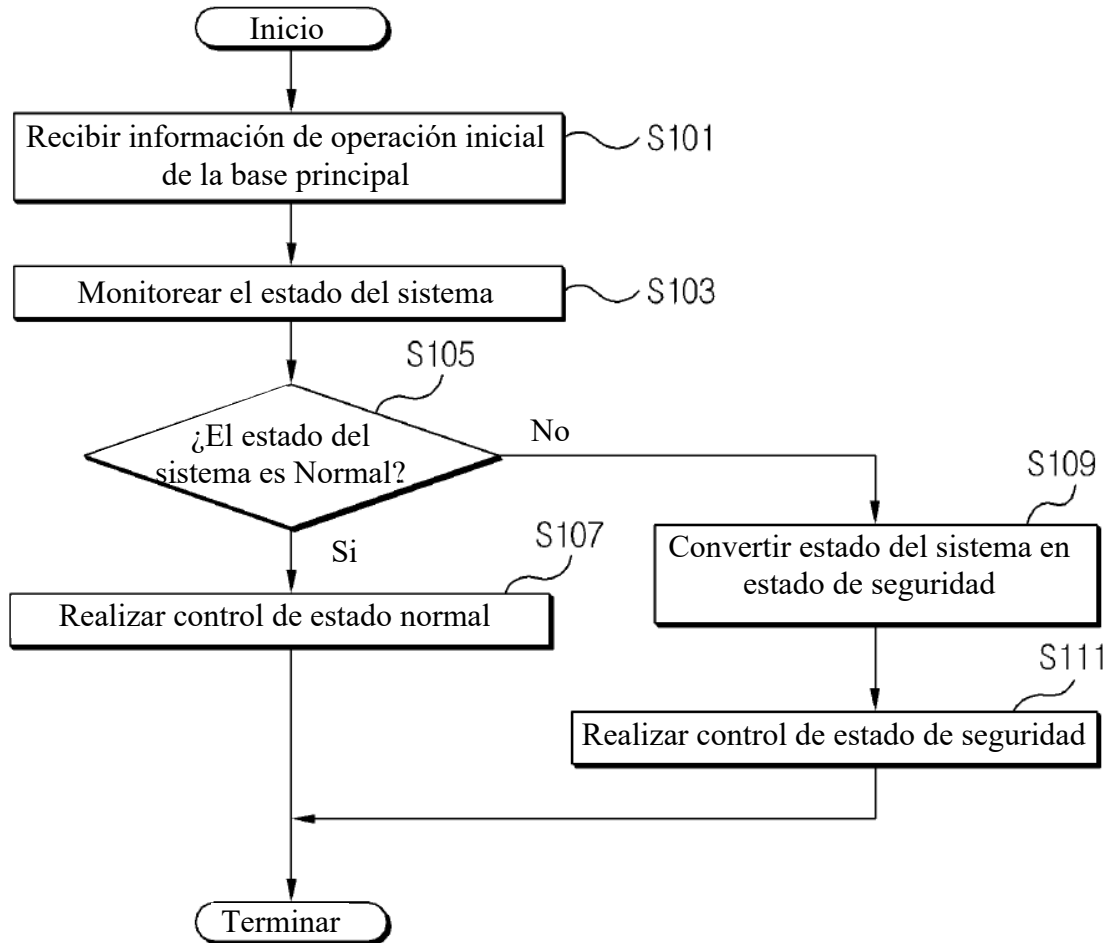 Inicio
Recibir información de operación inicial
de la base principal
S101
Monitorear el estado del sistema
S103
S105
¿El estado del
sistema es Normal?
No
Si
S107
Realizar control de estado normal
S109
Convertir estado del sistema en
estado de seguridad
S111
Realizar control de estado de seguridad
Terminar